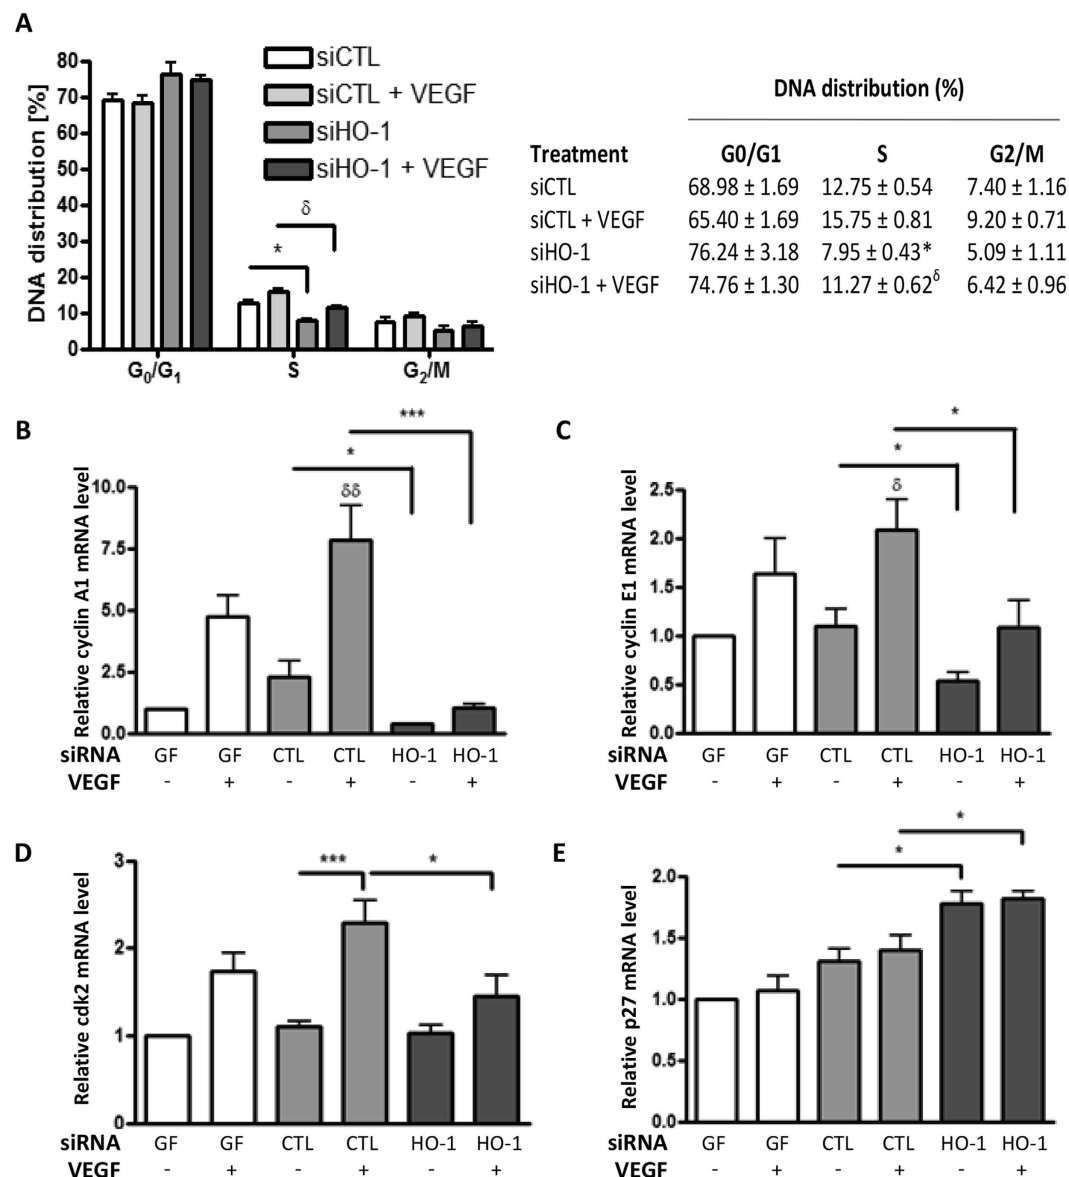 A
80
70
60
50
40
30
20
10
0
DNA distribution [%]
siCTL
siCTL + VEGF
siHO-1
siHO-1 + VEGF
δ
*
G0/G1 S G2/M
DNA distribution (%)
Treatment G0/G1 S G2/M
siCTL 68.98 ± 1.69 12.75 ± 0.54 7.40 ± 1.16
siCTL + VEGF 65.40 ± 1.69 15.75 ± 0.81 9.20 ± 0.71
siHO-1 76.24 ± 3.18 7.95 ± 0.43* 5.09 ± 1.11
siHO-1 + VEGF 74.76 ± 1.30 11.27 ± 0.62δ 6.42 ± 0.96
B
***
*
δδ
10.0
7.5
5.0
2.5
0.0
Relative cyclin A1 mRNA level
siRNA GF GF CTL CTL HO-1 HO-1
VEGF - + - + - +
C
*
*
δ
2.5
2.0
1.5
1.0
0.5
0.0
Relative cyclin E1 mRNA level
siRNA GF GF CTL CTL HO-1 HO-1
VEGF - + - + - +
D
*** *
3
2
1
0
Relative cdk2 mRNA level
siRNA GF GF CTL CTL HO-1 HO-1
VEGF - + - + - +
E
*
*
2.0
1.5
1.0
0.5
0.0
Relative p27 mRNA level
siRNA GF GF CTL CTL HO-1 HO-1
VEGF - + - + - +